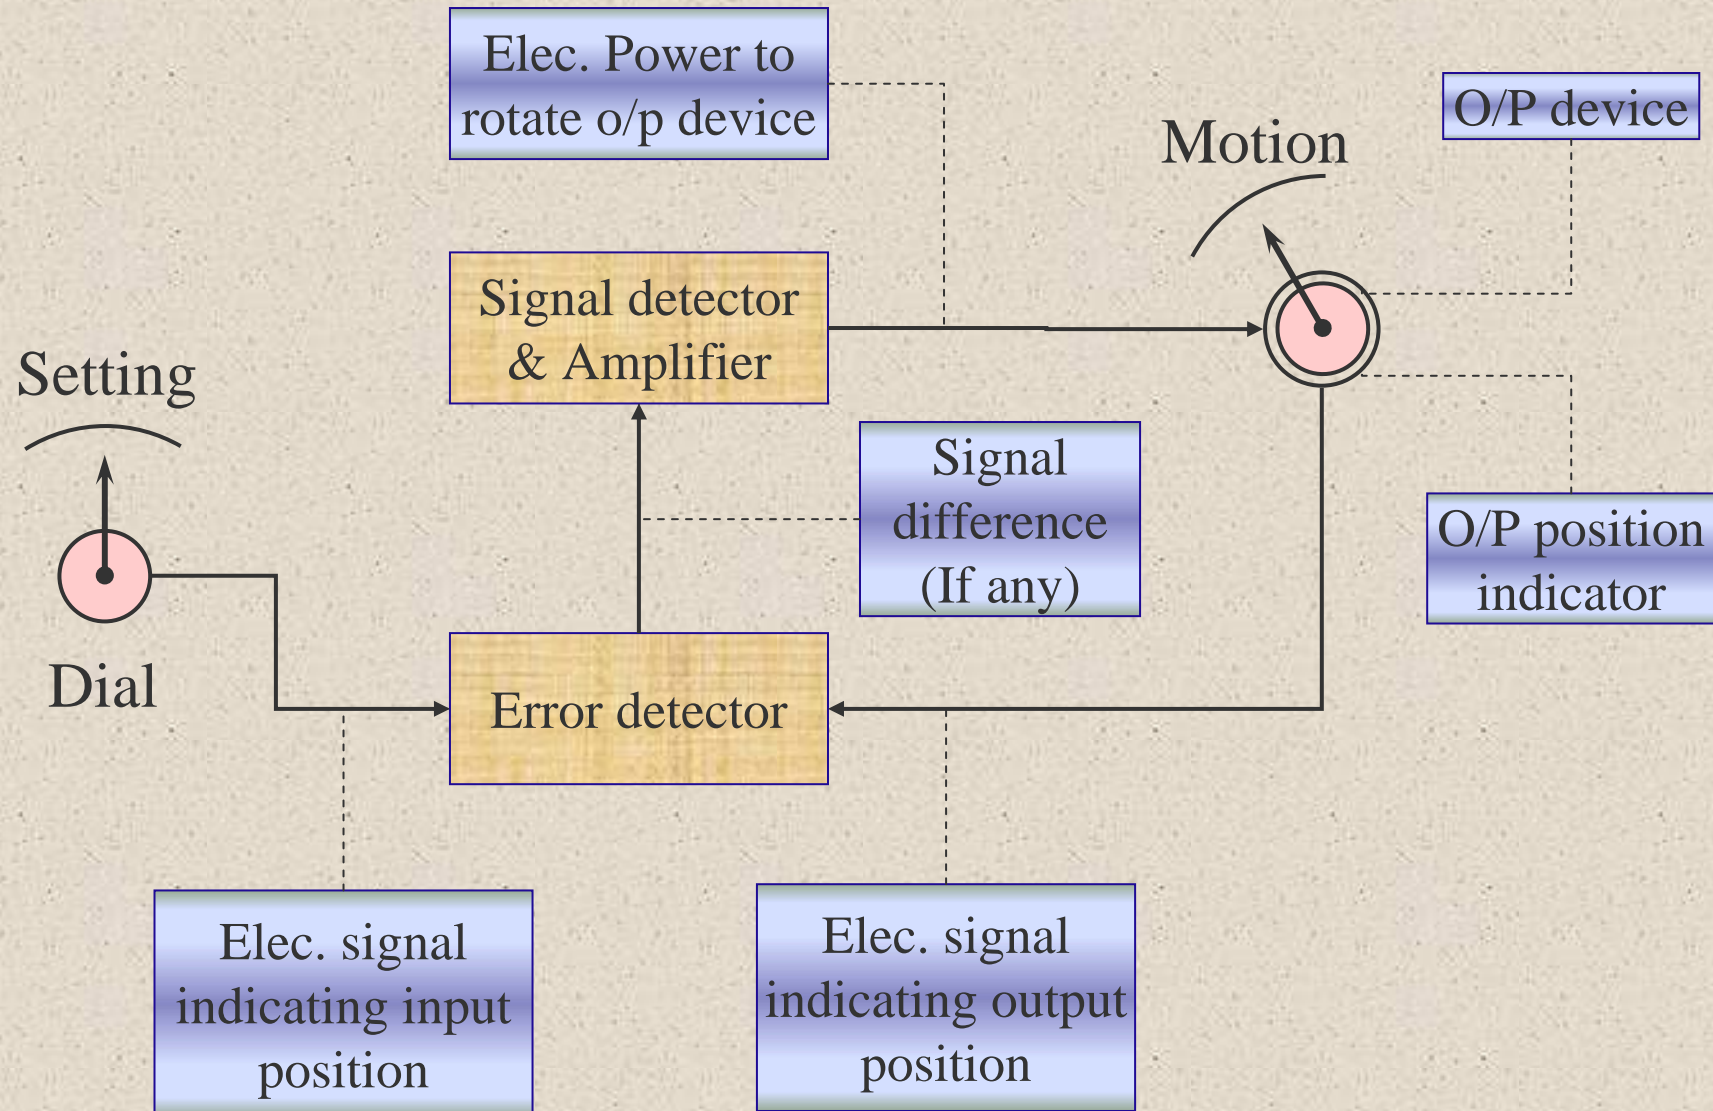 Elec. Power to
rotate o/p device
O/P device
Motion
Signal detector
& Amplifier
Setting
Signal
difference
(If any)
O/P position
indicator
Dial
Error detector
Elec. signal
indicating input
position
Elec. signal
indicating output
position